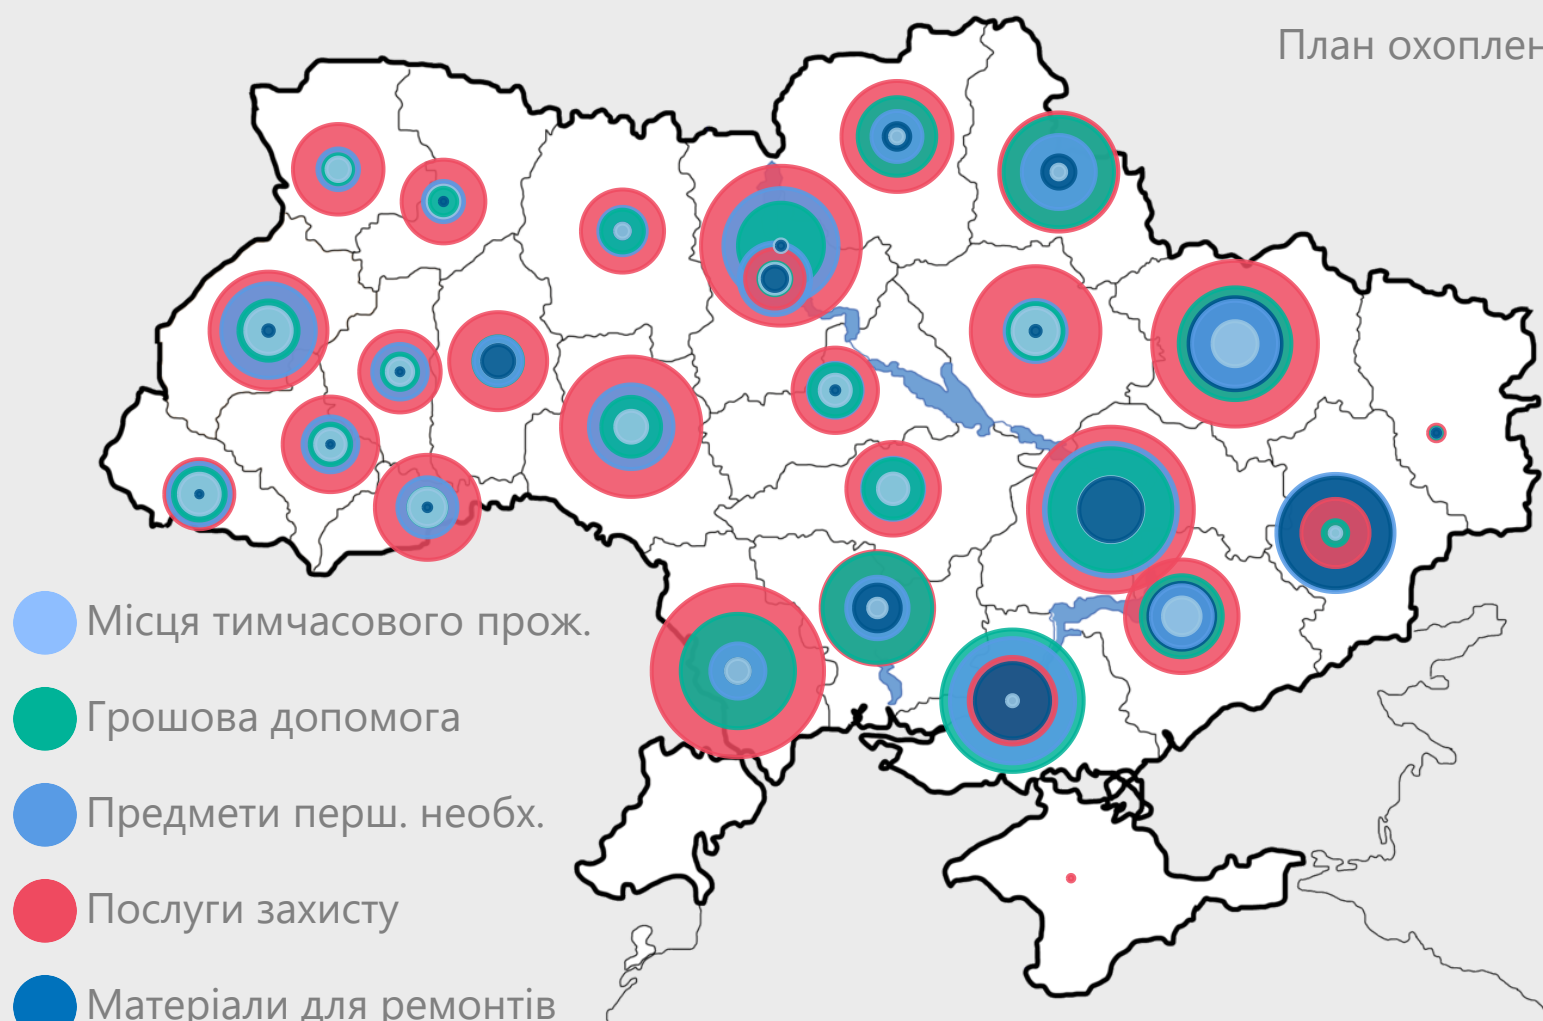 План охоплен
Місця тимчасового прож.
Грошова допомога
Предмети перш. необх.
Послуги захисту
Матеріали для ремонтів